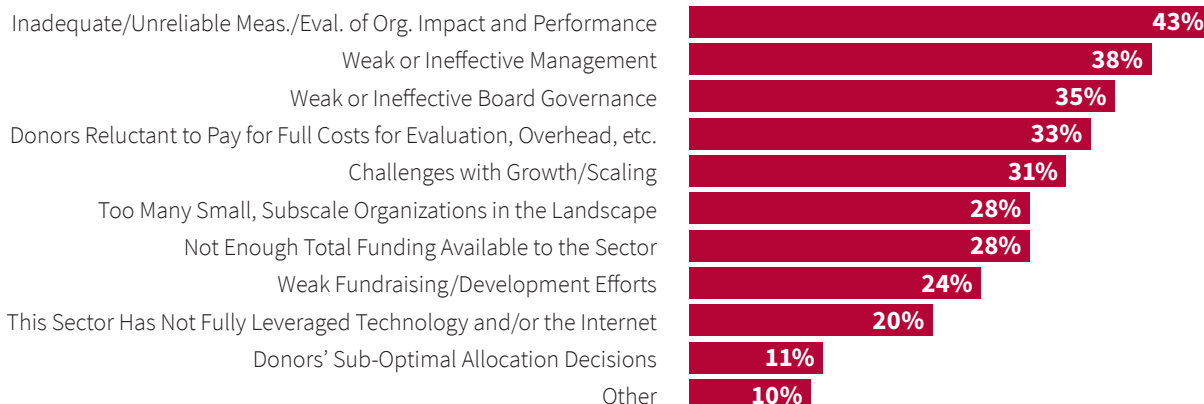 Inadequate/Unreliable Meas./Eval. of Org. Impact and Performance 43%
Weak or Ineffective Management 38%
Weak or Ineffective Board Governance 35%
Donors Reluctant to Pay for Full Costs for Evaluation, Overhead, etc. 33%
Challenges with Growth/Scaling 31%
Too Many Small, Subscale Organizations in the Landscape 28%
Not Enough Total Funding Available to the Sector 28%
Weak Fundraising/Development Efforts 24%
This Sector Has Not Fully Leveraged Technology and/or the Internet 20%
Donors’ Sub-Optimal Allocation Decisions 11%
Other 10%